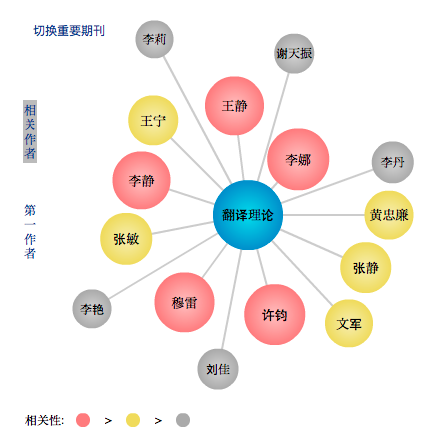 切换重要期刊
李莉
谢天振
王静
王宁
李娜
李丹
相关作者
李静
翻译理论
黄忠廉
第一作者
张敏
张静
李艳
穆雷
许钧
文军
刘佳
相关性: > >